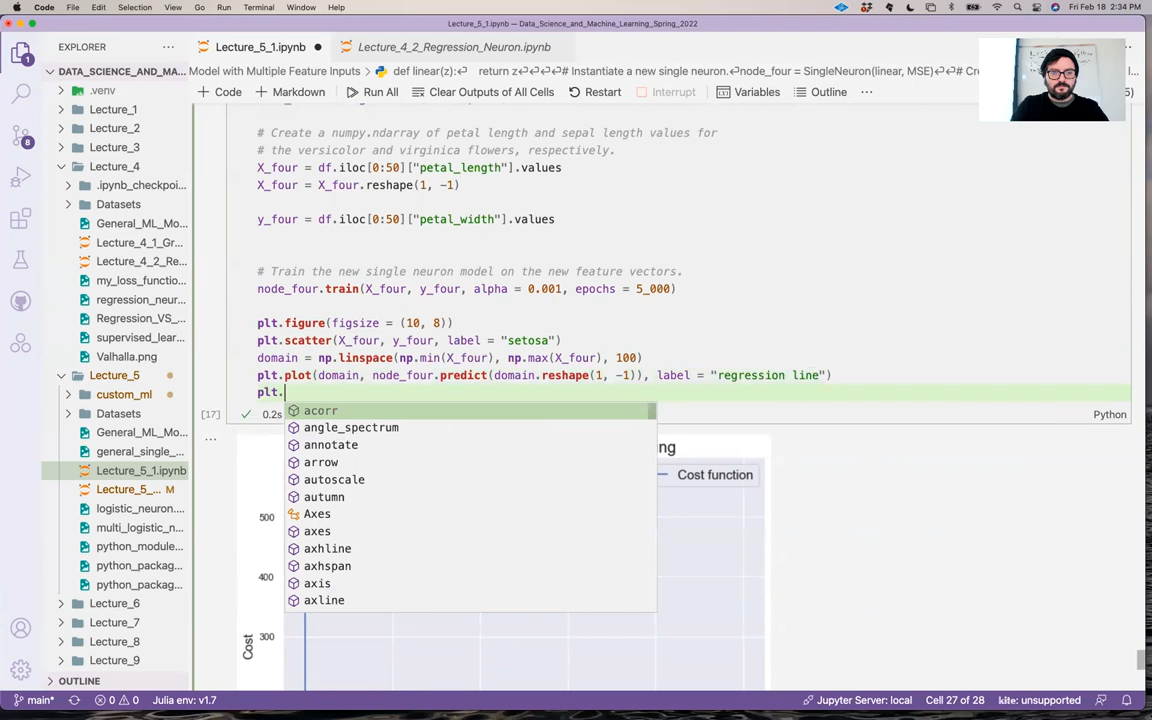 Code File Edit Selection View Go Run Terminal Window Help Fri Feb 18 2:34 PM
Lecture_5_1.ipynb — Data_Science_and_Machine_Learning_Spring_2022
EXPLORER
Lecture_5_1.ipynb
Lecture_4_2_Regression_Neuron.ipynb
DATA_SCIENCE_AND_MA...
Model with Multiple Feature Inputs > def linear(z):↵ return z↵↵↵↵# Instantiate a new single neuron.↵node_four = SingleNeuron(linear, MSE)↵↵# Cre
+ Code + Markdown Run All Clear Outputs of All Cells Restart Interrupt Variables Outline ...
.venv
Lecture_1
Lecture_2
Lecture_3
Lecture_4
.ipynb_checkpoi...
Datasets
General_ML_Mo...
Lecture_4_1_Gr...
Lecture_4_2_Re...
my_loss_functio...
regression_neur...
Regression_VS_...
supervised_lear...
Valhalla.png
Lecture_5
custom_ml
Datasets
General_ML_Mo...
general_single_...
Lecture_5_1.ipynb
Lecture_5_... M
logistic_neuron....
multi_logistic_n...
python_module...
python_packag...
python_packag...
Lecture_6
Lecture_7
Lecture_8
Lecture_9
OUTLINE
# Create a numpy.ndarray of petal length and sepal length values for
# the versicolor and virginica flowers, respectively.
X_four = df.iloc[0:50]["petal_length"].values
X_four = X_four.reshape(1, -1)
y_four = df.iloc[0:50]["petal_width"].values
# Train the new single neuron model on the new feature vectors.
node_four.train(X_four, y_four, alpha = 0.001, epochs = 5_000)
plt.figure(figsize = (10, 8))
plt.scatter(X_four, y_four, label = "setosa")
domain = np.linspace(np.min(X_four), np.max(X_four), 100)
plt.plot(domain, node_four.predict(domain.reshape(1, -1)), label = "regression line")
plt.
[17] 0.2s Python
acorr
angle_spectrum
annotate
arrow
autoscale
autumn
Axes
axes
axhline
axhspan
axis
axline
ng
Cost function
500
400
300
Cost
main* 0 0 Julia env: v1.7 Jupyter Server: local Cell 27 of 28 kite: unsupported